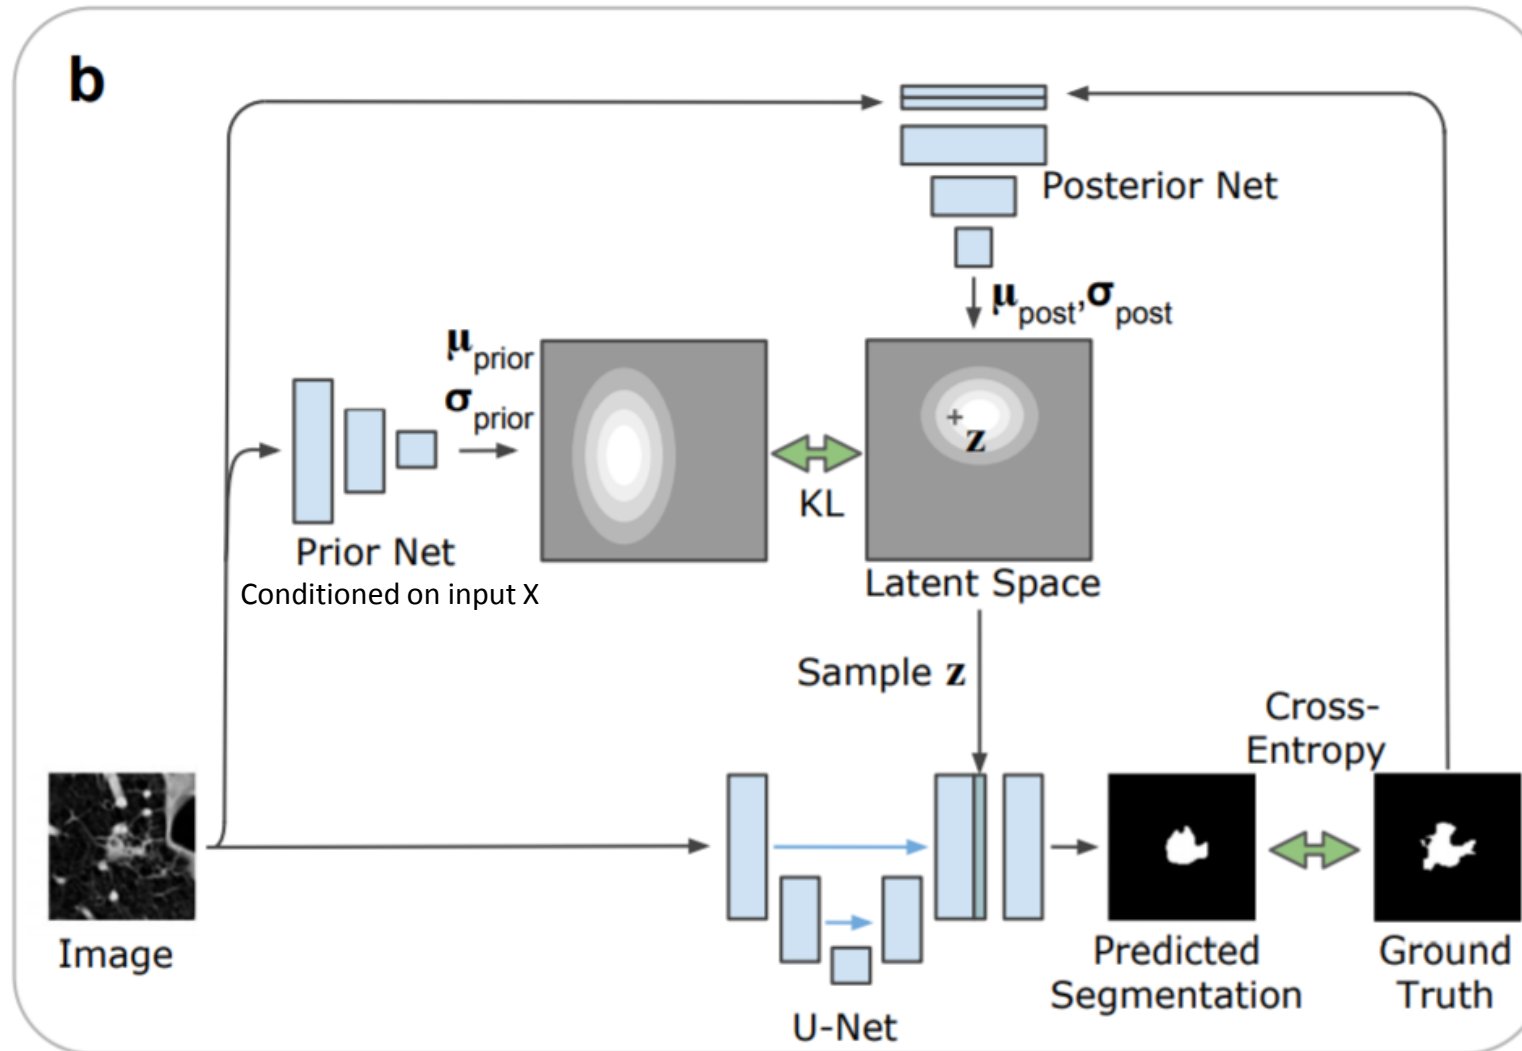 b
Posterior Net
μpost,σpost
μprior
σprior
z
KL
Prior Net
Conditioned on input X
Latent Space
Sample z
Cross-
Entropy
Image
U-Net
Predicted
Segmentation
Ground
Truth